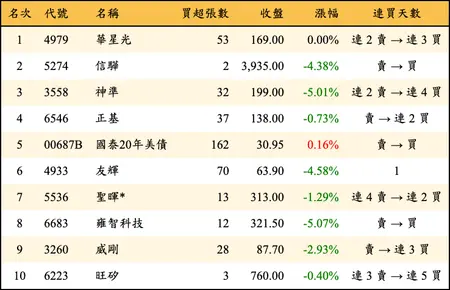 名次 代號 名稱 買超張數 收盤 漲幅 連買天數
1 4979 華星光 53 169.00 0.00% 連 2 賣 → 連 3 買
2 5274 信驊 2 3,935.00 -4.38% 賣 → 買
3 3558 神準 32 199.00 -5.01% 連 2 賣 → 連 4 買
4 6546 正基 37 138.00 -0.73% 賣 → 連 2 買
5 00687B 國泰20年美債 162 30.95 0.16% 賣 → 買
6 4933 友輝 70 63.90 -4.58% 1
7 5536 聖暉* 13 313.00 -1.29% 連 4 賣 → 連 2 買
8 6683 雍智科技 12 321.50 -5.07% 賣 → 買
9 3260 威剛 28 87.70 -2.93% 賣 → 連 3 買
10 6223 旺矽 3 760.00 -0.40% 連 3 賣 → 連 5 買